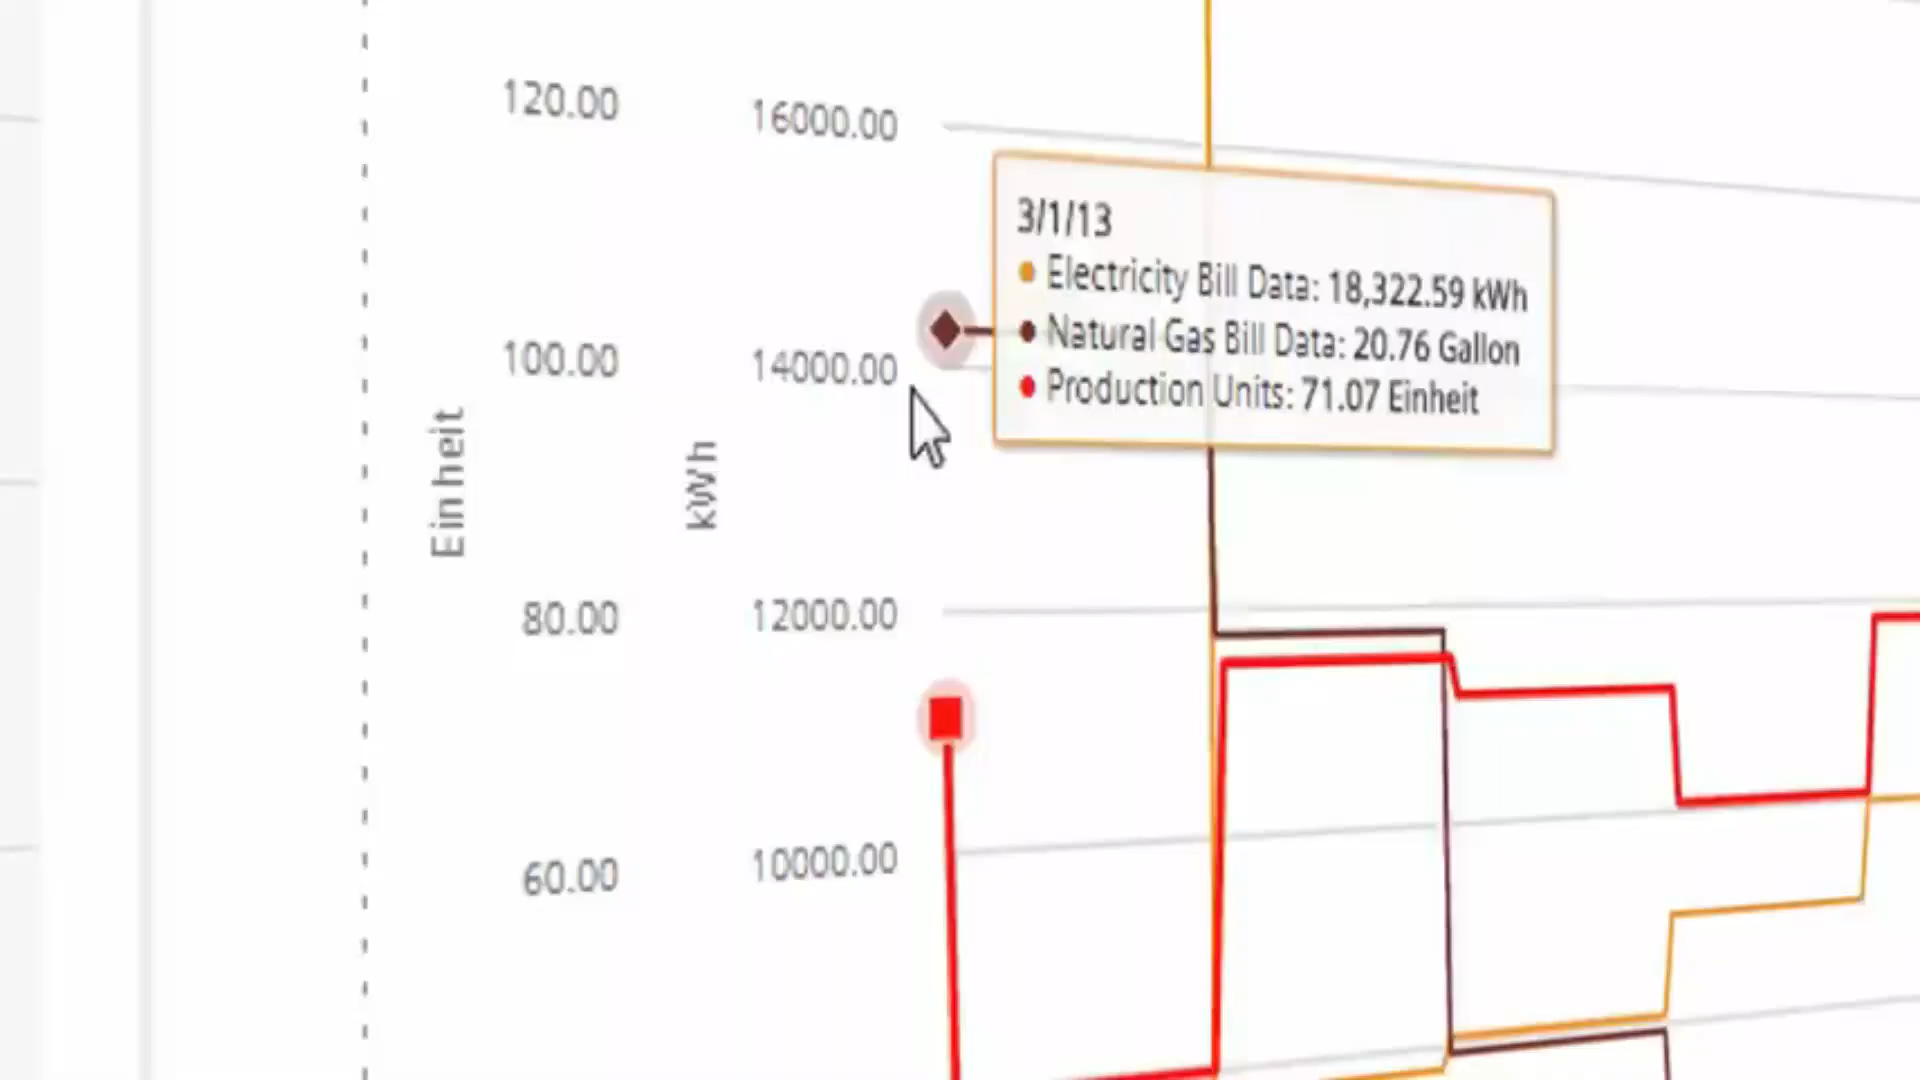 120.00
16000.00
3/1/13
Electricity Bill Data: 18,322.59 kWh
Natural Gas Bill Data: 20.76 Gallon
Production Units: 71.07 Einheit
100.00
14000.00
Einheit
kWh
80.00
12000.00
60.00
10000.00